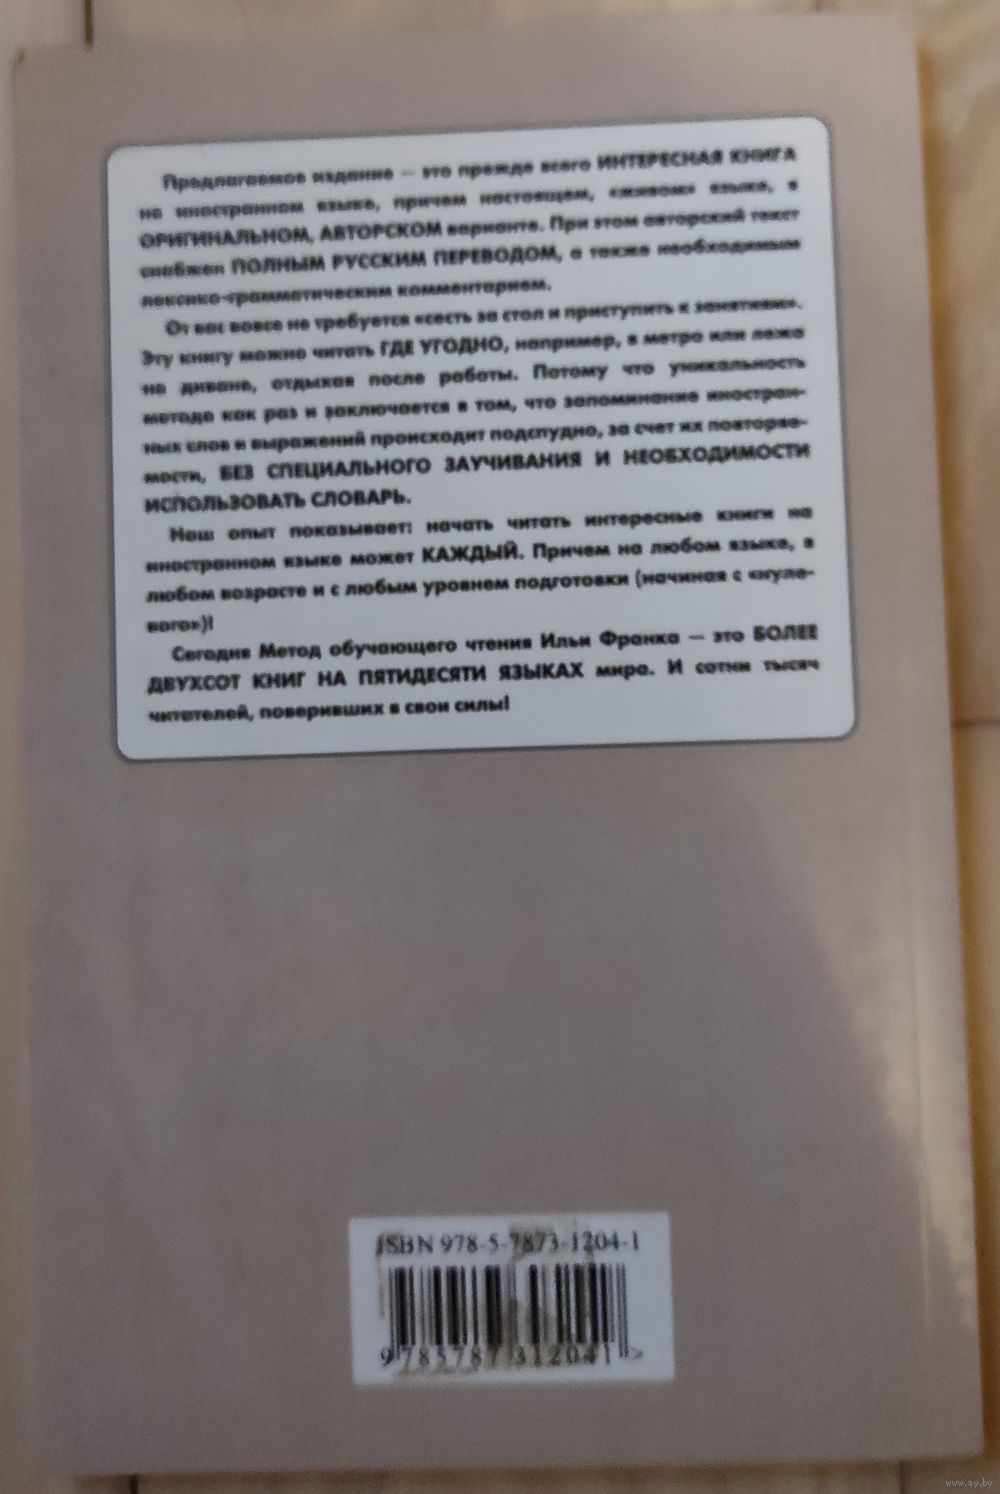 Предлагаемое издание — это прежде всего ИНТЕРЕСНАЯ КНИГА
на иностранном языке, причем настоящем, «живом» языке, в
ОРИГИНАЛЬНОМ, АВТОРСКОМ варианте. При этом авторский текст
снабжен ПОЛНЫМ РУССКИМ ПЕРЕВОДОМ, а также необходимым
лексико-грамматическим комментарием.
От вас вовсе не требуется «сесть за стол и приступить к занятиям».
Эту книгу можно читать ГДЕ УГОДНО, например, в метро или лежа
на диване, отдыхая после работы. Потому что уникальность
метода как раз и заключается в том, что запоминание иностран-
ных слов и выражений происходит подспудно, за счет их повторяе-
мости, БЕЗ СПЕЦИАЛЬНОГО ЗАУЧИВАНИЯ И НЕОБХОДИМОСТИ
ИСПОЛЬЗОВАТЬ СЛОВАРЬ.
Наш опыт показывает: начать читать интересные книги на
иностранном языке может КАЖДЫЙ. Причем на любом языке, в
любом возрасте и с любым уровнем подготовки (начиная с «нуле-
вого»)!
Сегодня Метод обучающего чтения Ильи Франка — это БОЛЕЕ
ДВУХСОТ КНИГ НА ПЯТИДЕСЯТИ ЯЗЫКАХ мира. И сотни тысяч
читателей, поверивших в свои силы!
ISBN 978-5-7873-1204-1
9 785787 312041 >
www.ay.by